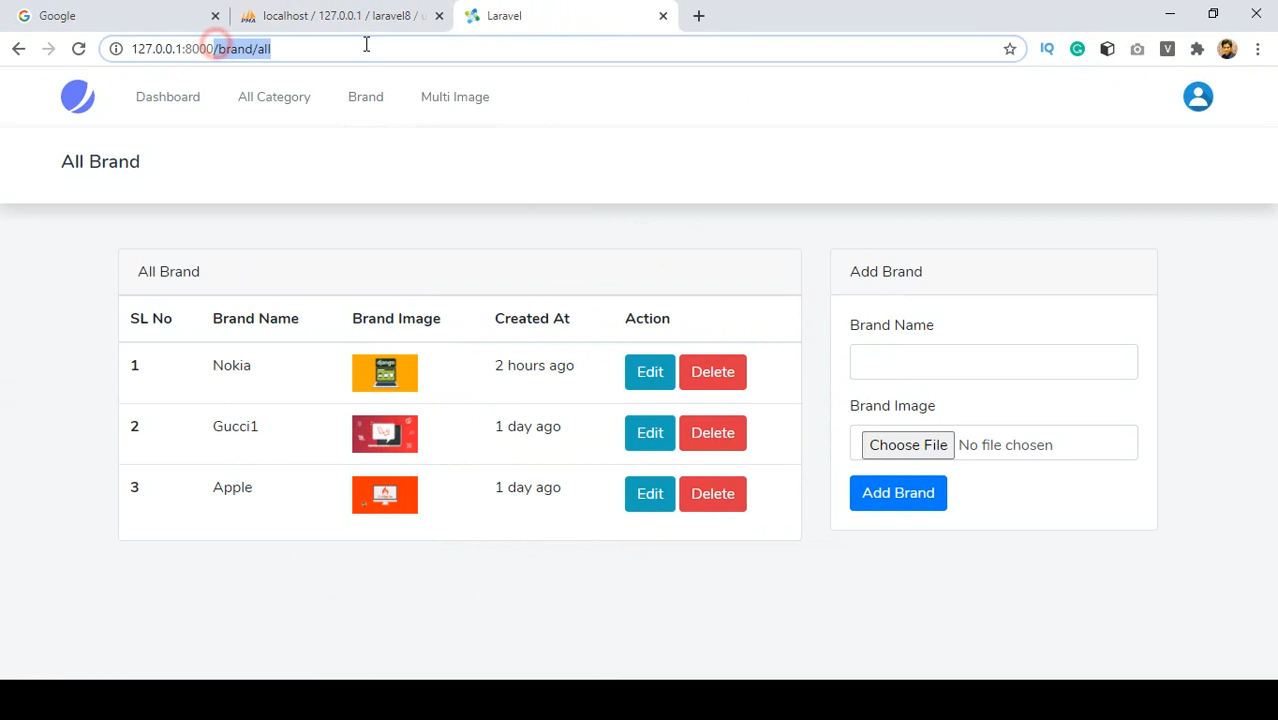 Google
localhost / 127.0.0.1 / laravel8 /
Laravel
127.0.0.1:8000/brand/all
IQ
V
Dashboard
All Category
Brand
Multi Image
All Brand
All Brand
SL No Brand Name Brand Image Created At Action
1 Nokia django 2 hours ago Edit Delete
2 Gucci1 1 day ago Edit Delete
3 Apple 1 day ago Edit Delete
Add Brand
Brand Name
Brand Image
Choose File No file chosen
Add Brand